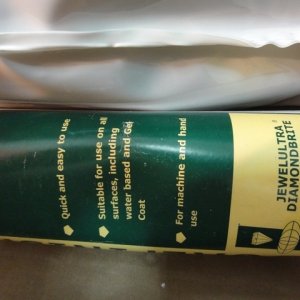 Quick and easy to use
Suitable for use on all
surfaces, including
water based and Gel
Coat
For machine and hand
use
JEWELULTRA
DIAMONDBRITE